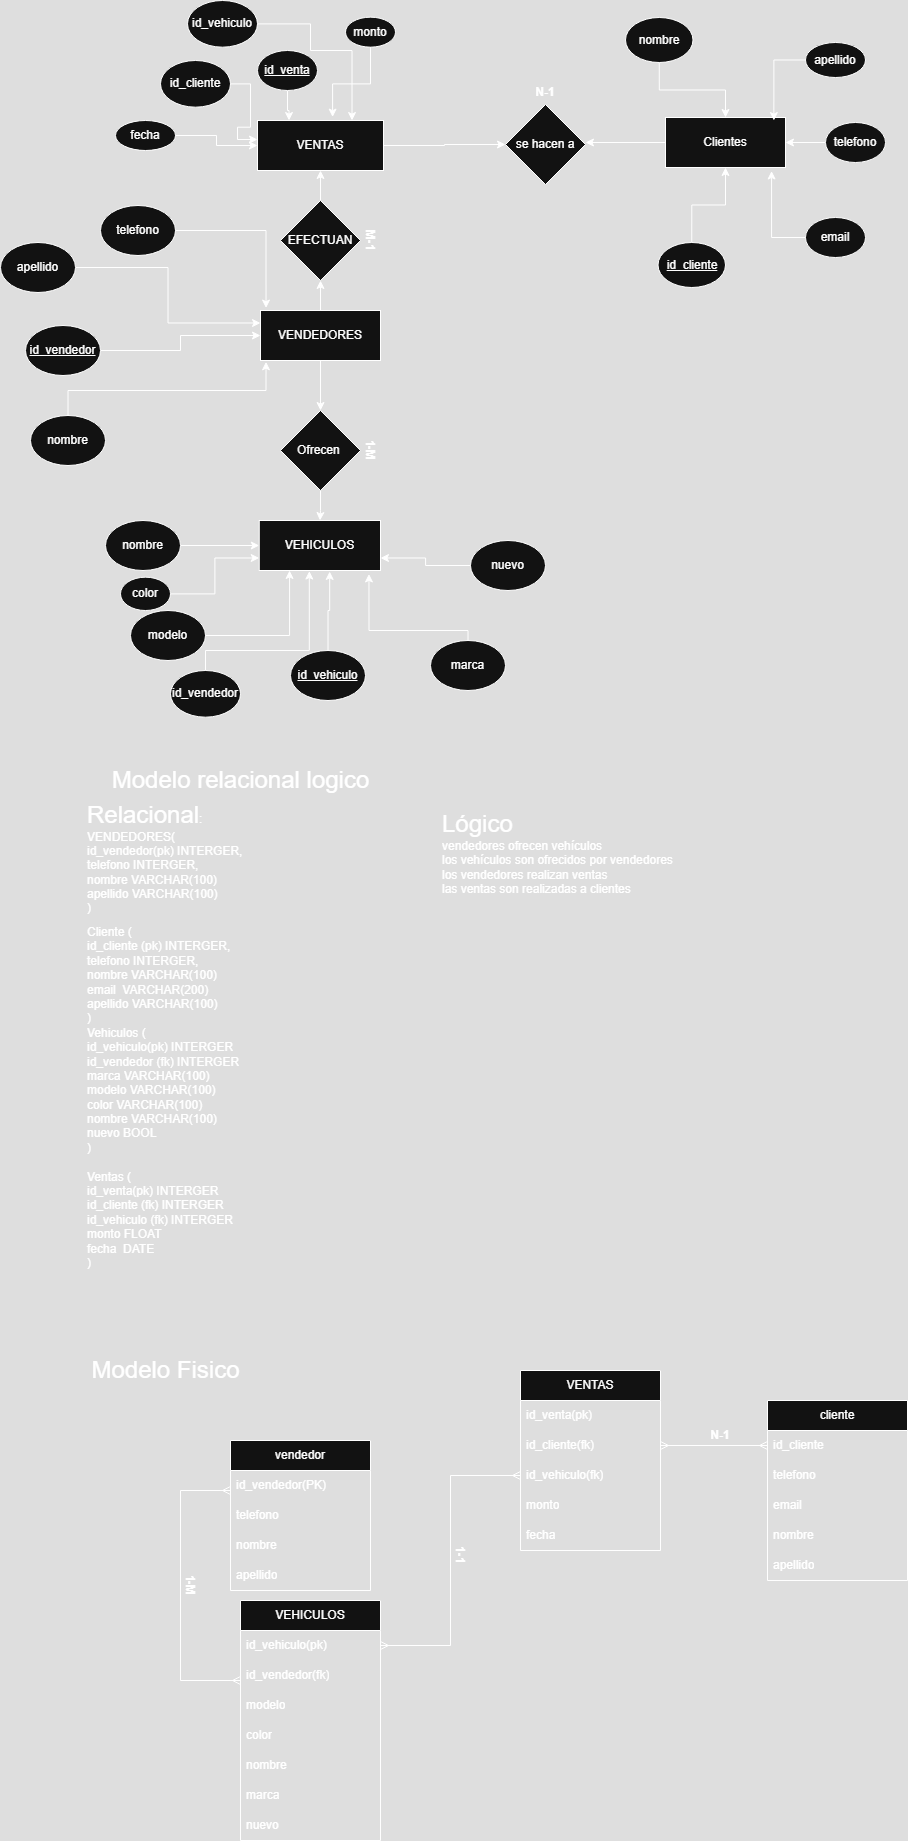 id_vehiculo
monto
nombre
id_venta
apellido
id_cliente
N-1
fecha
VENTAS
se hacen a
Clientes
telefono
telefono
EFECTUAN
M-1
email
apellido
id_cliente
VENDEDORES
id_vendedor
nombre
Ofrecen
1-M
nombre
VEHICULOS
nuevo
color
modelo
marca
id_vehiculo
id_vendedor
Modelo relacional logico
Relacional:
VENDEDORES(
id_vendedor(pk) INTERGER,
telefono INTERGER,
nombre VARCHAR(100)
apellido VARCHAR(100)
)
Cliente (
id_cliente (pk) INTERGER,
telefono INTERGER,
nombre VARCHAR(100)
email  VARCHAR(200)
apellido VARCHAR(100)
)
Vehiculos (
id_vehiculo(pk) INTERGER
id_vendedor (fk) INTERGER
marca VARCHAR(100)
modelo VARCHAR(100)
color VARCHAR(100)
nombre VARCHAR(100)
nuevo BOOL
)
Ventas (
id_venta(pk) INTERGER
id_cliente (fk) INTERGER
id_vehiculo (fk) INTERGER
monto FLOAT
fecha  DATE
)
Lógico
vendedores ofrecen vehículos
los vehículos son ofrecidos por vendedores
los vendedores realizan ventas
las ventas son realizadas a clientes
Modelo Fisico
VENTAS
id_venta(pk)
id_cliente(fk)
id_vehiculo(fk)
monto
fecha
N-1
cliente
id_cliente
telefono
email
nombre
apellido
vendedor
id_vendedor(PK)
telefono
nombre
apellido
1-1
1-M
VEHICULOS
id_vehiculo(pk)
id_vendedor(fk)
modelo
color
nombre
marca
nuevo